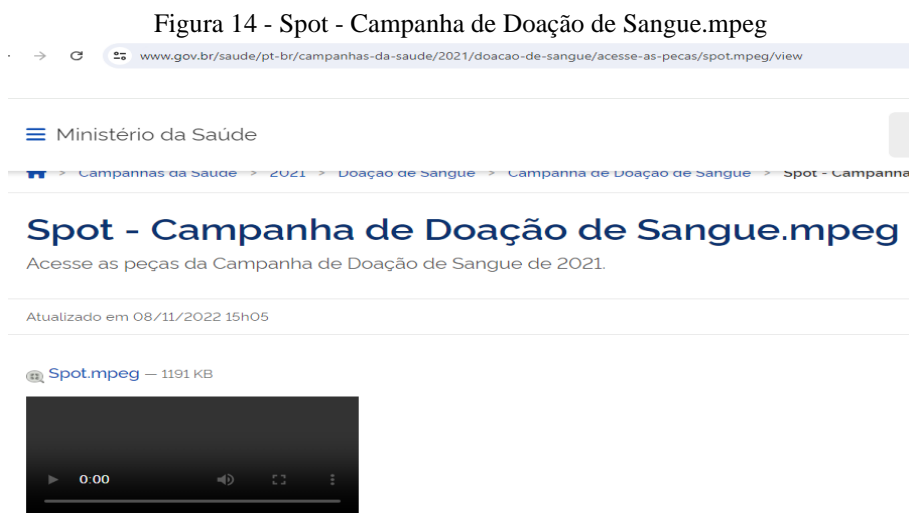 Figura 14 - Spot - Campanha de Doação de Sangue.mpeg
www.gov.br/saude/pt-br/campanhas-da-saude/2021/doacao-de-sangue/acesse-as-pecas/spot.mpeg/view
Ministério da Saúde
> Campanhas da Saúde > 2021 > Doação de Sangue > Campanha de Doação de Sangue > Spot - Campanha
Spot - Campanha de Doação de Sangue.mpeg
Acesse as peças da Campanha de Doação de Sangue de 2021.
Atualizado em 08/11/2022 15h05
Spot.mpeg — 1191 KB
0:00